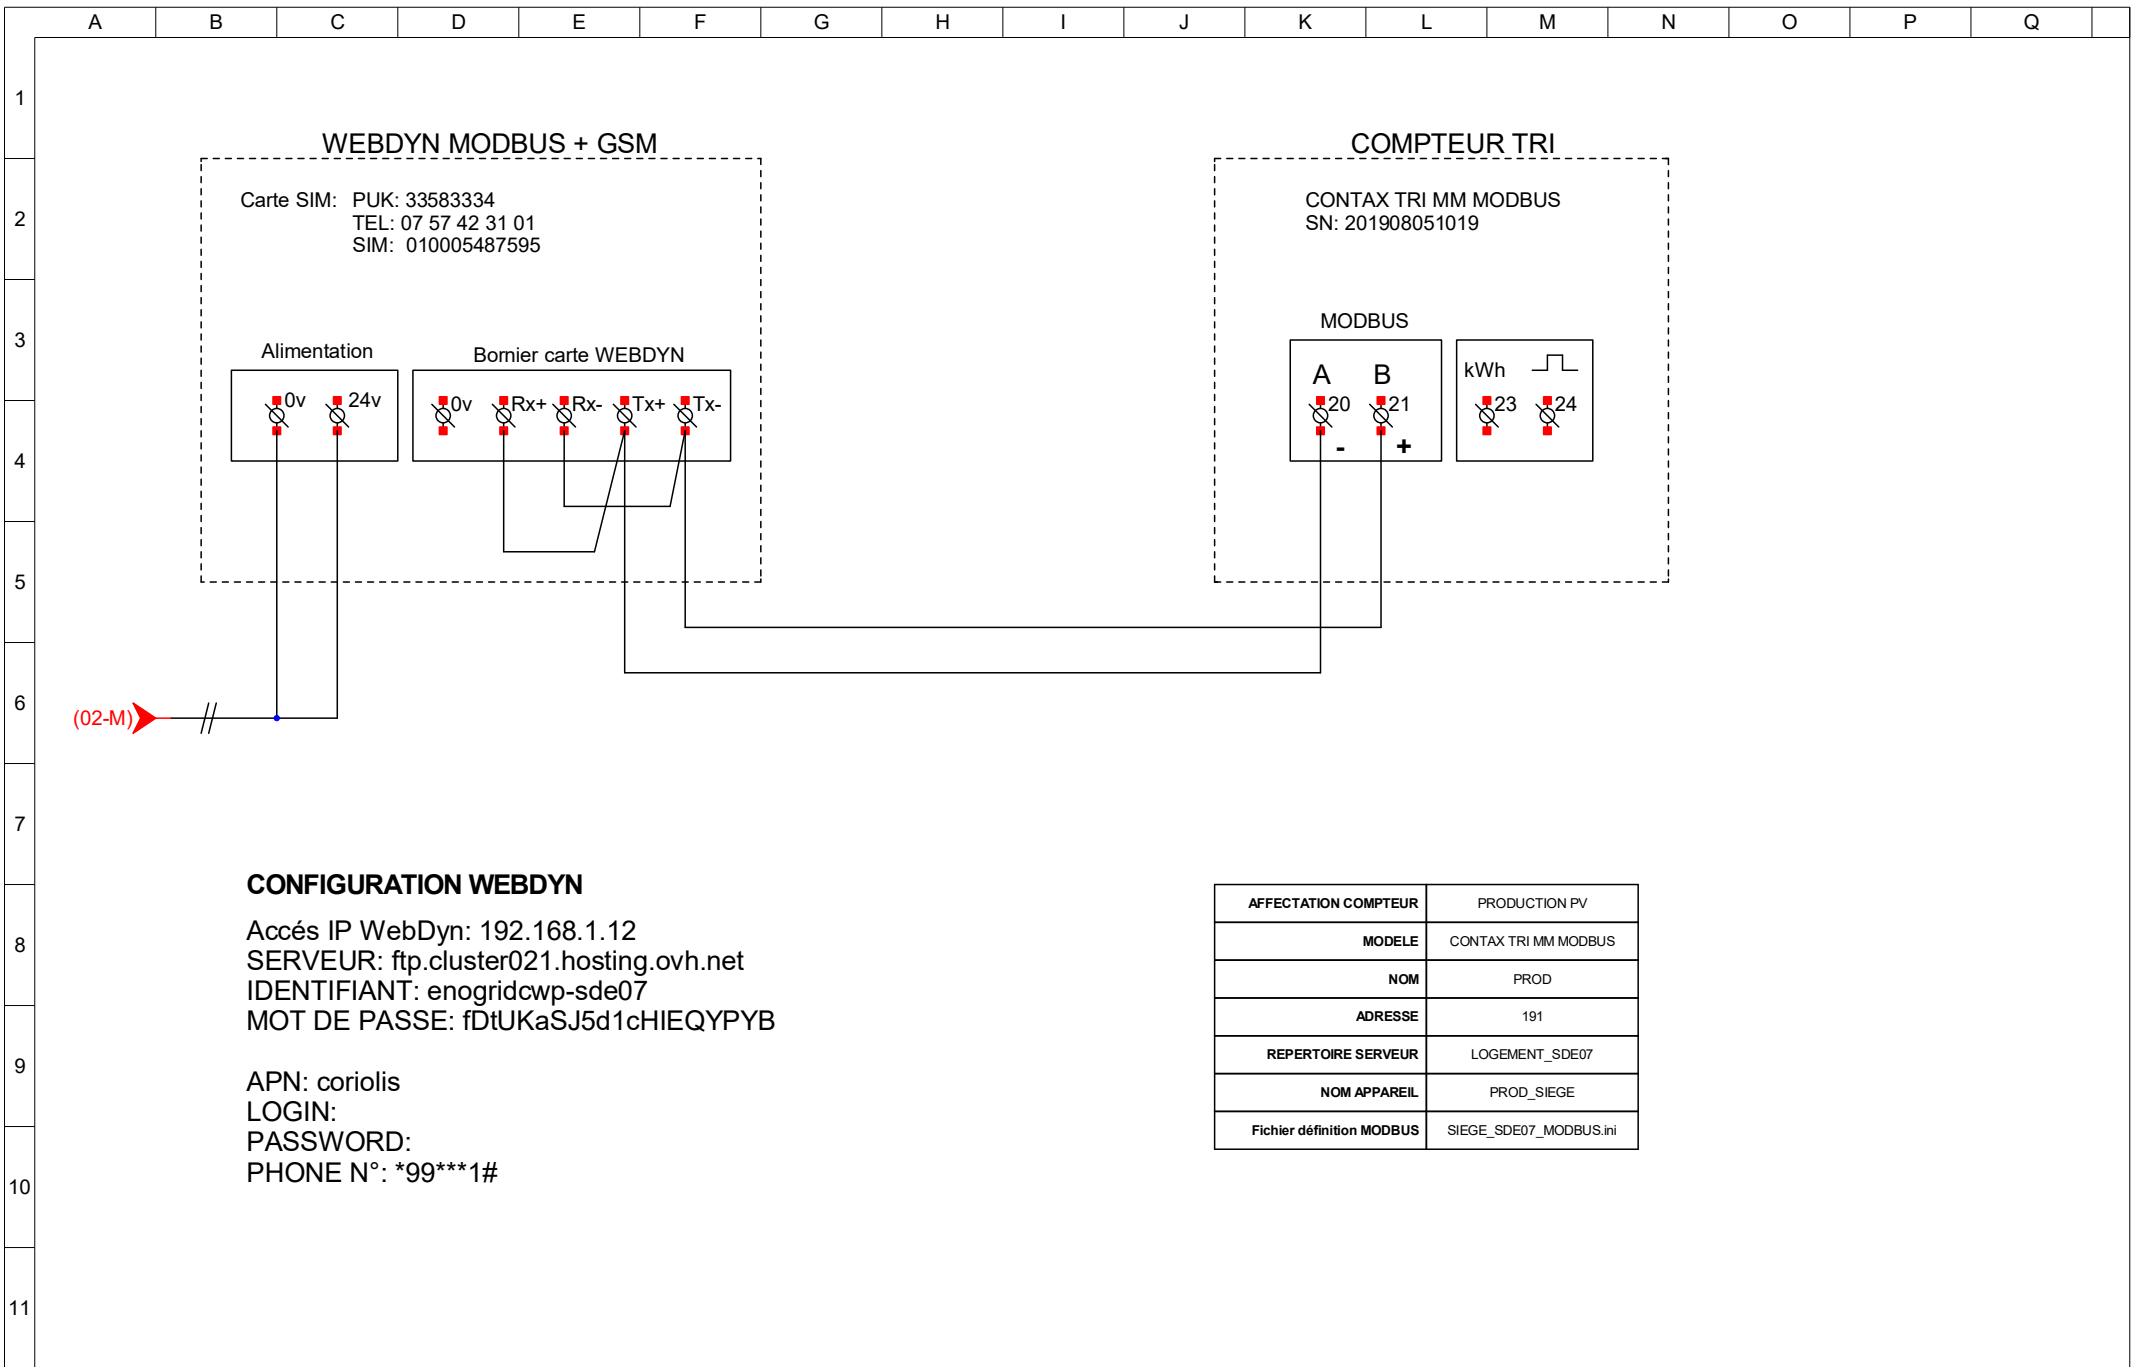 A B C D E F G H I J K L M N O P Q
1
2
3
4
5
6
7
8
9
10
11
WEBDYN MODBUS + GSM
Carte SIM: PUK: 33583334
TEL: 07 57 42 31 01
SIM: 010005487595
Alimentation
0v 24v
Bornier carte WEBDYN
0v Rx+ Rx- Tx+ Tx-
COMPTEUR TRI
CONTAX TRI MM MODBUS
SN: 201908051019
MODBUS
A B
20 21
- +
kWh
23 24
(02-M)
CONFIGURATION WEBDYN
Accés IP WebDyn: 192.168.1.12
SERVEUR: ftp.cluster021.hosting.ovh.net
IDENTIFIANT: enogridcwp-sde07
MOT DE PASSE: fDtUKaSJ5d1cHIEQYPYB
APN: coriolis
LOGIN:
PASSWORD:
PHONE N°: *99***1#
AFFECTATION COMPTEUR PRODUCTION PV
MODELE CONTAX TRI MM MODBUS
NOM PROD
ADRESSE 191
REPERTOIRE SERVEUR LOGEMENT_SDE07
NOM APPAREIL PROD_SIEGE
Fichier définition MODBUS SIEGE_SDE07_MODBUS.ini